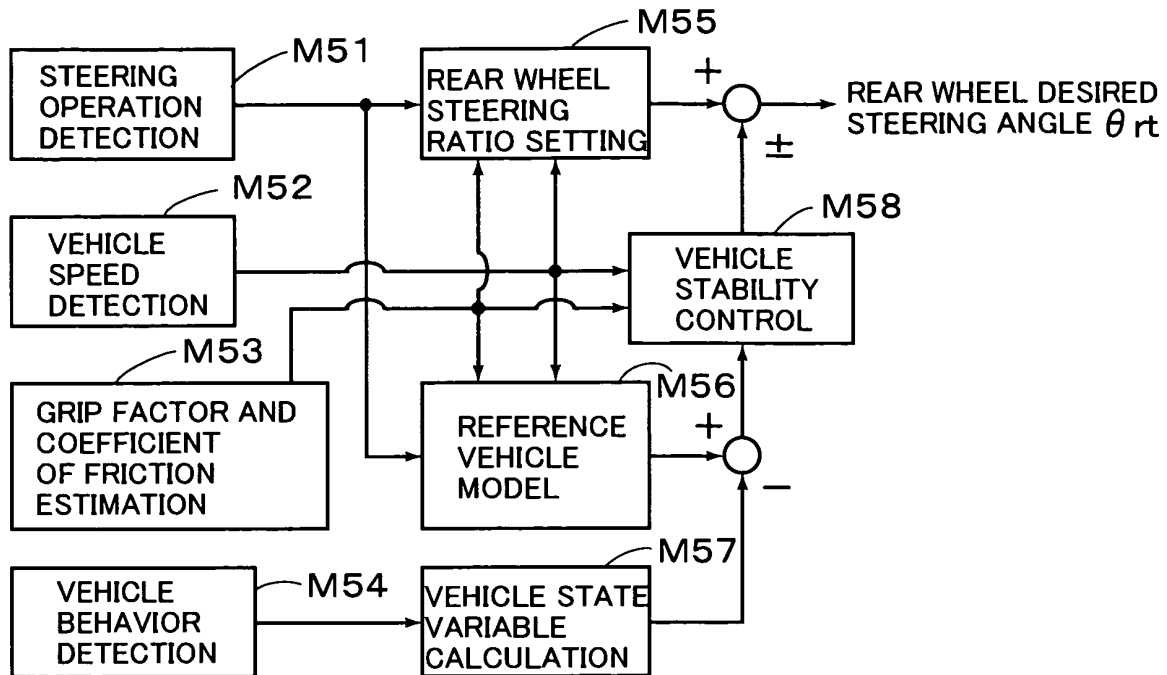 M51
STEERING
OPERATION
DETECTION
M55
REAR WHEEL
STEERING
RATIO SETTING
+
±
REAR WHEEL DESIRED
STEERING ANGLE θrt
M52
VEHICLE
SPEED
DETECTION
M58
VEHICLE
STABILITY
CONTROL
M53
GRIP FACTOR AND
COEFFICIENT
OF FRICTION
ESTIMATION
M56
REFERENCE
VEHICLE
MODEL
+
−
M54
VEHICLE
BEHAVIOR
DETECTION
M57
VEHICLE STATE
VARIABLE
CALCULATION